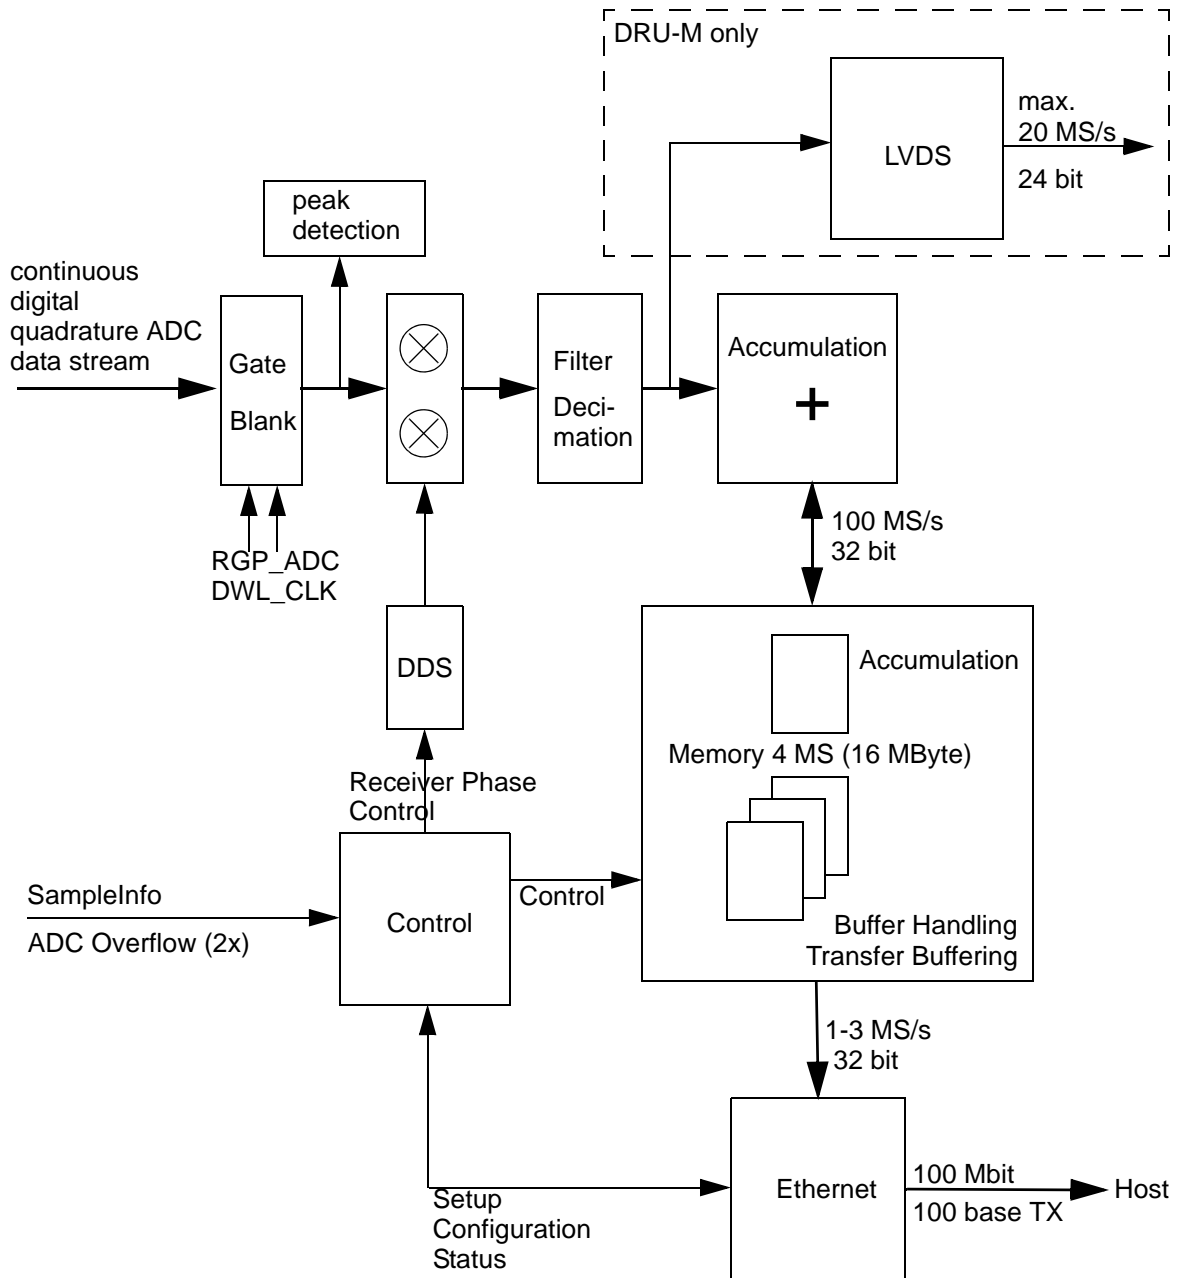 DRU-M only
max.
20 MS/s
LVDS
24 bit
peak
detection
continuous
digital
quadrature ADC
data stream
Gate
Blank
Filter
Deci-
mation
Accumulation
+
100 MS/s
32 bit
RGP_ADC
DWL_CLK
DDS
Accumulation
Memory 4 MS (16 MByte)
Receiver Phase
Control
SampleInfo
ADC Overflow (2x)
Control
Control
Buffer Handling
Transfer Buffering
1-3 MS/s
32 bit
Ethernet
100 Mbit
100 base TX
Host
Setup
Configuration
Status